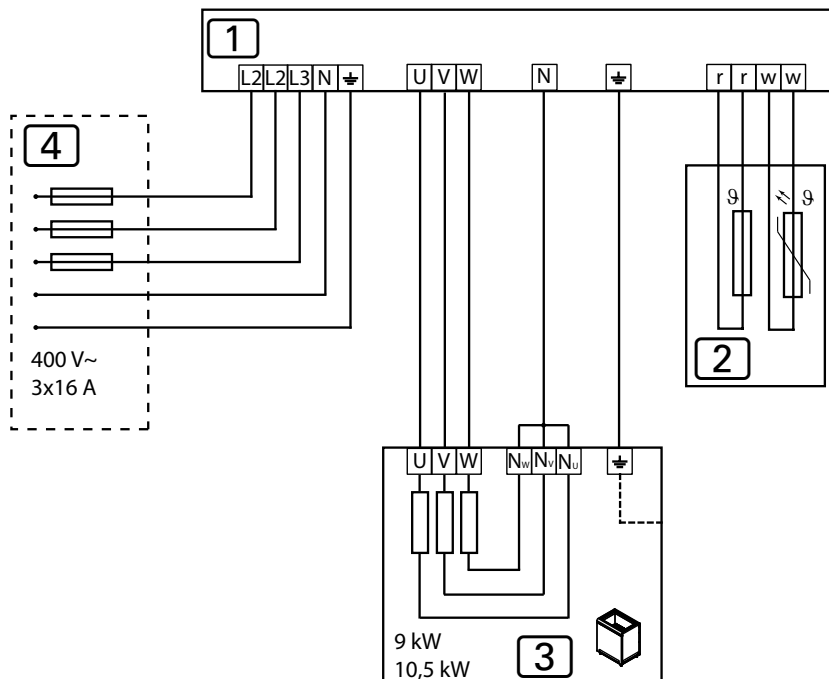 1
L2 L2 L3 N
U V W
N
r r w w
4
ϑ
ϑ
2
400 V~
3x16 A
U V W
NW NV NU
9 kW
10,5 kW
3